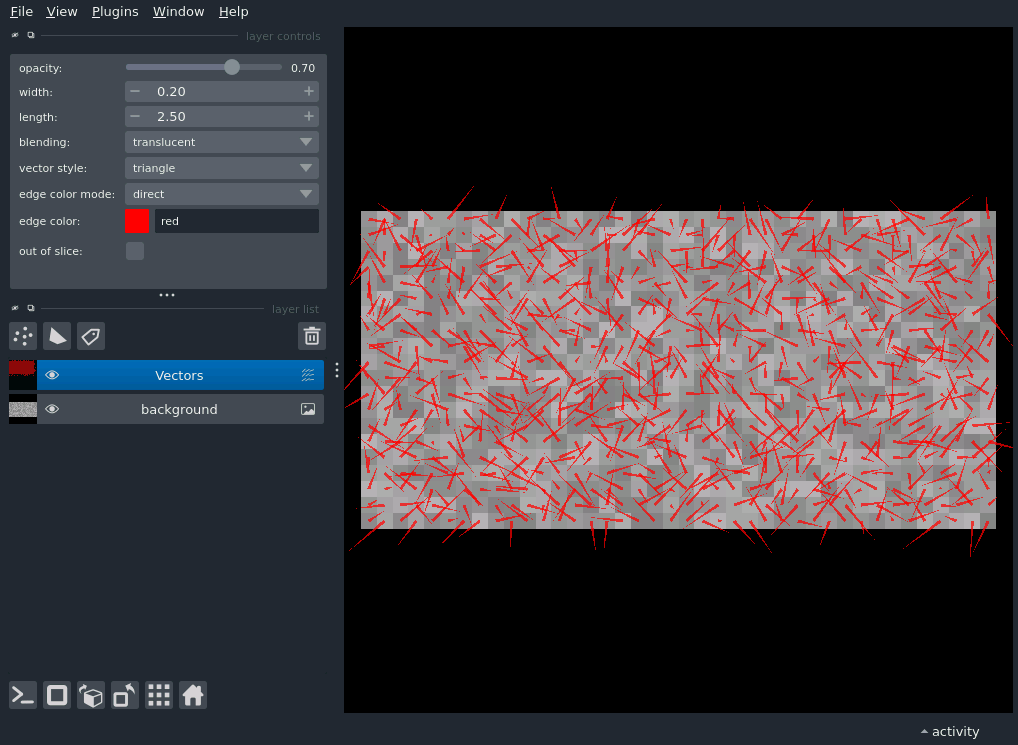 File View Plugins Window Help
layer controls
opacity: 0.70
width: − 0.20 +
length: − 2.50 +
blending: translucent
vector style: triangle
edge color mode: direct
edge color: red
out of slice:
layer list
Vectors
background
activity